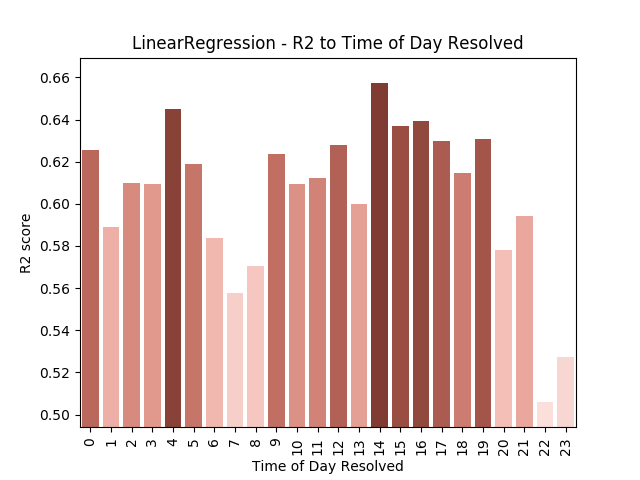 LinearRegression - R2 to Time of Day Resolved
0.66
0.64
0.62
0.60
0.58
0.56
0.54
0.52
0.50
R2 score
0 1 2 3 4 5 6 7 8 9 10 11 12 13 14 15 16 17 18 19 20 21 22 23
Time of Day Resolved